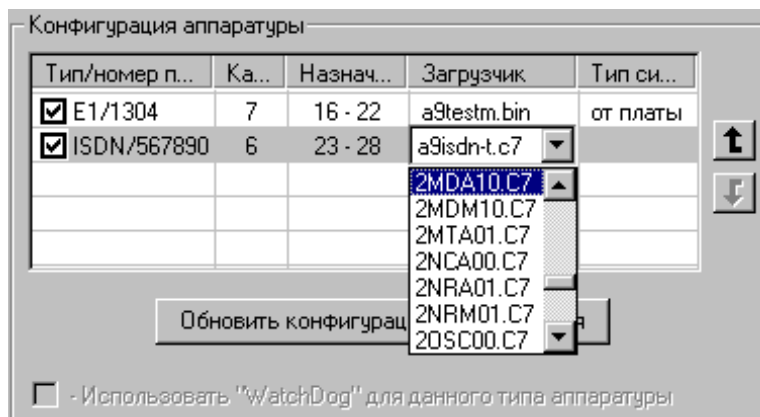 Конфигурация аппаратуры
Тип/номер п... Ка... Назнач... Загрузчик Тип си...
E1/1304 7 16 - 22 a9testm.bin от платы
ISDN/567890 6 23 - 28 a9isdn-t.c7
2MDA10.C7
2MDM10.C7
2MTA01.C7
2NCA00.C7
2NRA01.C7
2NRM01.C7
2OSC00.C7
Обновить конфигурац я
- Использовать "WatchDog" для данного типа аппаратуры